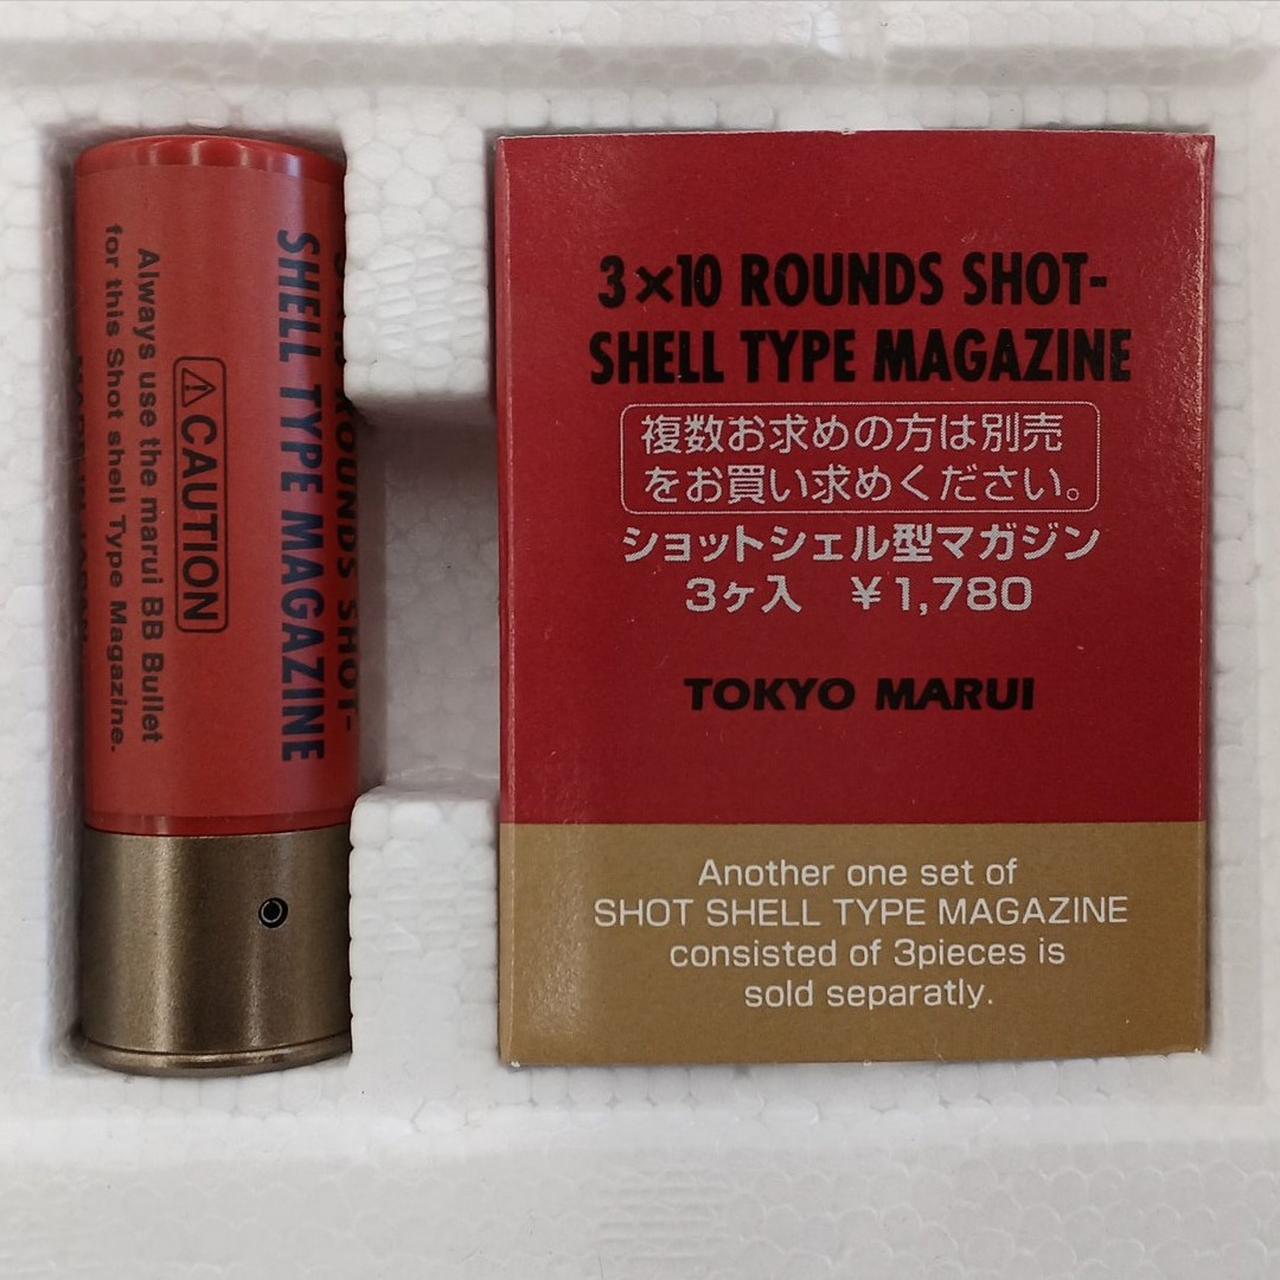 SHOT-
SHELL TYPE MAGAZINE
⚠CAUTION
Always use the marui BB Bullet
for this Shot shell Type Magazine.
3×10 ROUNDS SHOT-
SHELL TYPE MAGAZINE
複数お求めの方は別売
をお買い求めください。
ショットシェル型マガジン
3ヶ入 ¥1,780
TOKYO MARUI
Another one set of
SHOT SHELL TYPE MAGAZINE
consisted of 3pieces is
sold separatly.